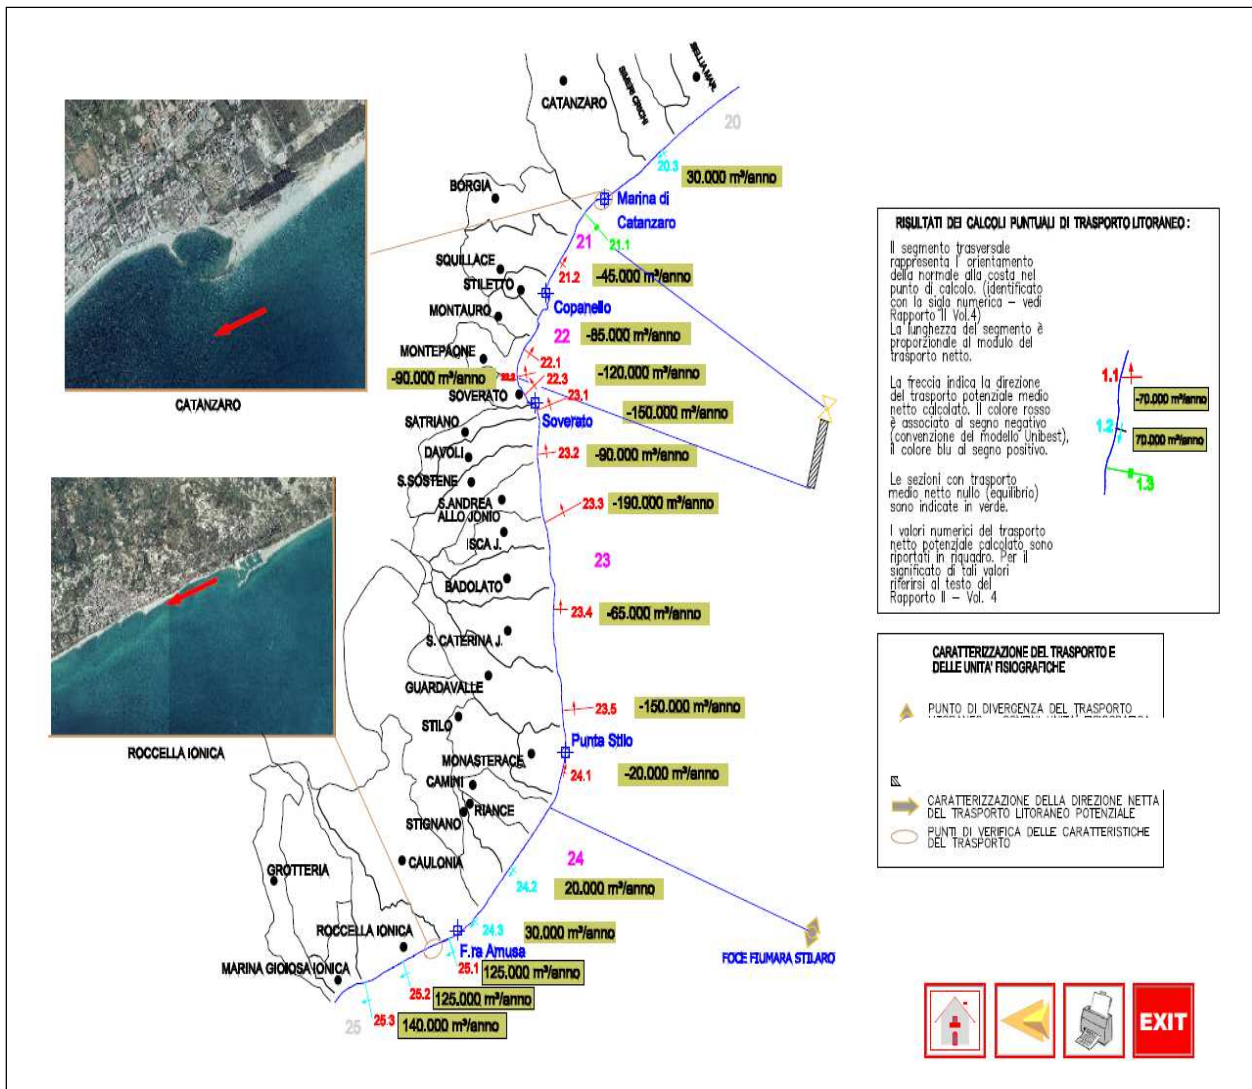 SELLIA MAR.
SIMERI CRICHI
CATANZARO
20
20.3
30.000 m³/anno
BORGIA
Marina di
Catanzaro
21
21.1
SQUILLACE
21.2
-45.000 m³/anno
STILETTO
Copanello
MONTAURO
22
-85.000 m³/anno
MONTEPAONE
22.1
-90.000 m³/anno
22.2
22.3
-120.000 m³/anno
SOVERATO
23.1
-150.000 m³/anno
Soverato
SATRIANO
DAVOLI
23.2
-90.000 m³/anno
S.SOSTENE
S.ANDREA
ALLO JONIO
23.3
-190.000 m³/anno
ISCA J.
23
BADOLATO
23.4
-65.000 m³/anno
S. CATERINA J.
GUARDAVALLE
23.5
-150.000 m³/anno
STILO
Punta Stilo
MONASTERACE
24.1
-20.000 m³/anno
CAMINI
RIANCE
STIGNANO
24
CAULONIA
24.2
20.000 m³/anno
GROTTERIA
24.3
30.000 m³/anno
ROCCELLA IONICA
F.ra Amusa
FOCE FIUMARA STILARO
MARINA GIOIOSA IONICA
25.1
125.000 m³/anno
25.2
125.000 m³/anno
25
25.3
140.000 m³/anno
CATANZARO
ROCCELLA IONICA
RISULTATI DEI CALCOLI PUNTUALI DI TRASPORTO LITORANEO :
Il segmento trasversale
rappresenta l' orientamento
della normale alla costa nel
punto di calcolo. (identificato
con la sigla numerica – vedi
Rapporto II Vol.4)
La lunghezza del segmento è
proporzionale al modulo del
trasporto netto.
La freccia indica la direzione
del trasporto potenziale medio
netto calcolato. Il colore rosso
è associato al segno negativo
(convenzione del modello Unibest),
il colore blu al segno positivo.
Le sezioni con trasporto
medio netto nullo (equilibrio)
sono indicate in verde.
I valori numerici del trasporto
netto potenziale calcolato sono
riportati in riquadro. Per il
significato di tali valori
riferirsi al testo del
Rapporto II – Vol. 4
1.1
-70.000 m³/anno
1.2
70.000 m³/anno
1.3
CARATTERIZZAZIONE DEL TRASPORTO E
DELLE UNITA' FISIOGRAFICHE
PUNTO DI DIVERGENZA DEL TRASPORTO
CARATTERIZZAZIONE DELLA DIREZIONE NETTA
DEL TRASPORTO LITORANEO POTENZIALE
PUNTI DI VERIFICA DELLE CARATTERISTICHE
DEL TRASPORTO
EXIT